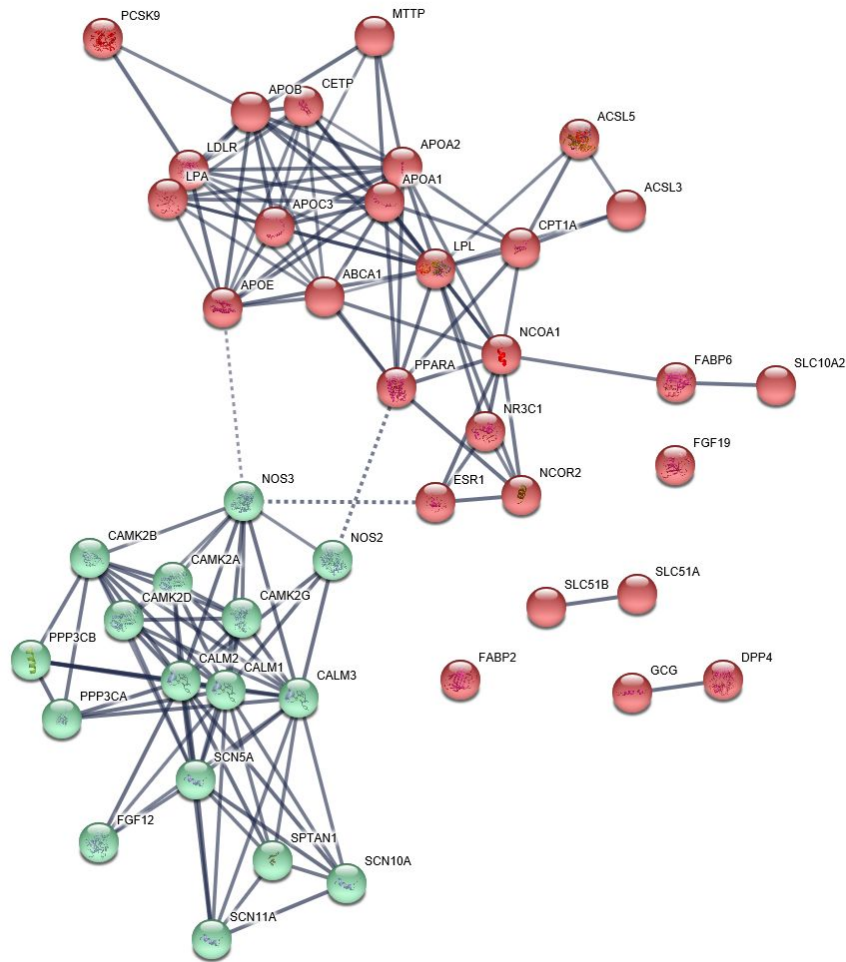 PCSK9
MTTP
APOB
CETP
ACSL5
LDLR
APOA2
LPA
APOA1
ACSL3
APOC3
CPT1A
LPL
APOE
ABCA1
NCOA1
PPARA
FABP6
SLC10A2
NR3C1
FGF19
NOS3
ESR1
NCOR2
CAMK2B
NOS2
CAMK2A
SLC51B
SLC51A
CAMK2D
CAMK2G
PPP3CB
CALM2
CALM1
CALM3
FABP2
GCG
DPP4
PPP3CA
SCN5A
FGF12
SPTAN1
SCN10A
SCN11A